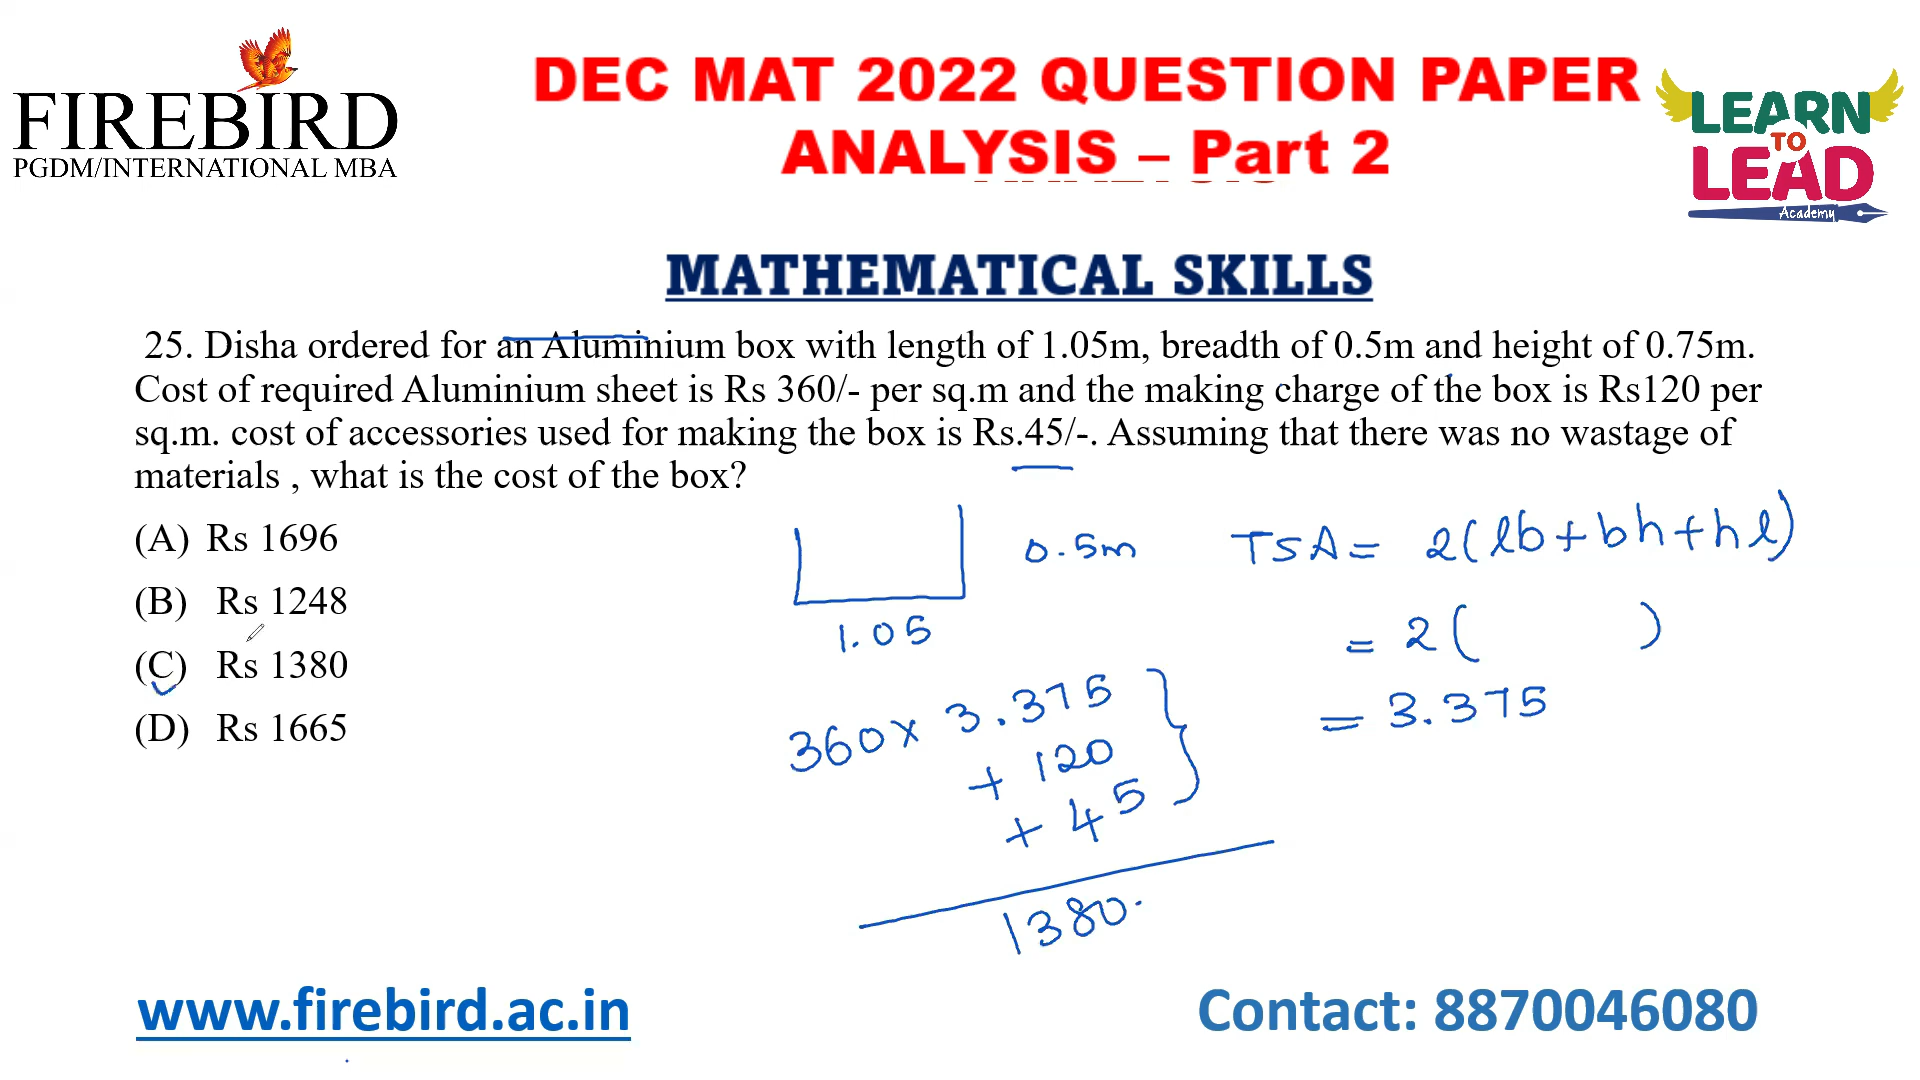 FIREBIRD
PGDM/INTERNATIONAL MBA
DEC MAT 2022 QUESTION PAPER
ANALYSIS – Part 2
LEARN
TO
LEAD
Academy
MATHEMATICAL SKILLS
25. Disha ordered for an Aluminium box with length of 1.05m, breadth of 0.5m and height of 0.75m.
Cost of required Aluminium sheet is Rs 360/- per sq.m and the making charge of the box is Rs120 per
sq.m. cost of accessories used for making the box is Rs.45/-. Assuming that there was no wastage of
materials , what is the cost of the box?
(A) Rs 1696
(B) Rs 1248
(C) Rs 1380
(D) Rs 1665
0.5m
1.05
TSA = 2(lb+bh+hl)
= 2( )
= 3.375
360 x 3.375
+ 120
+ 45
1380.
www.firebird.ac.in
Contact: 8870046080